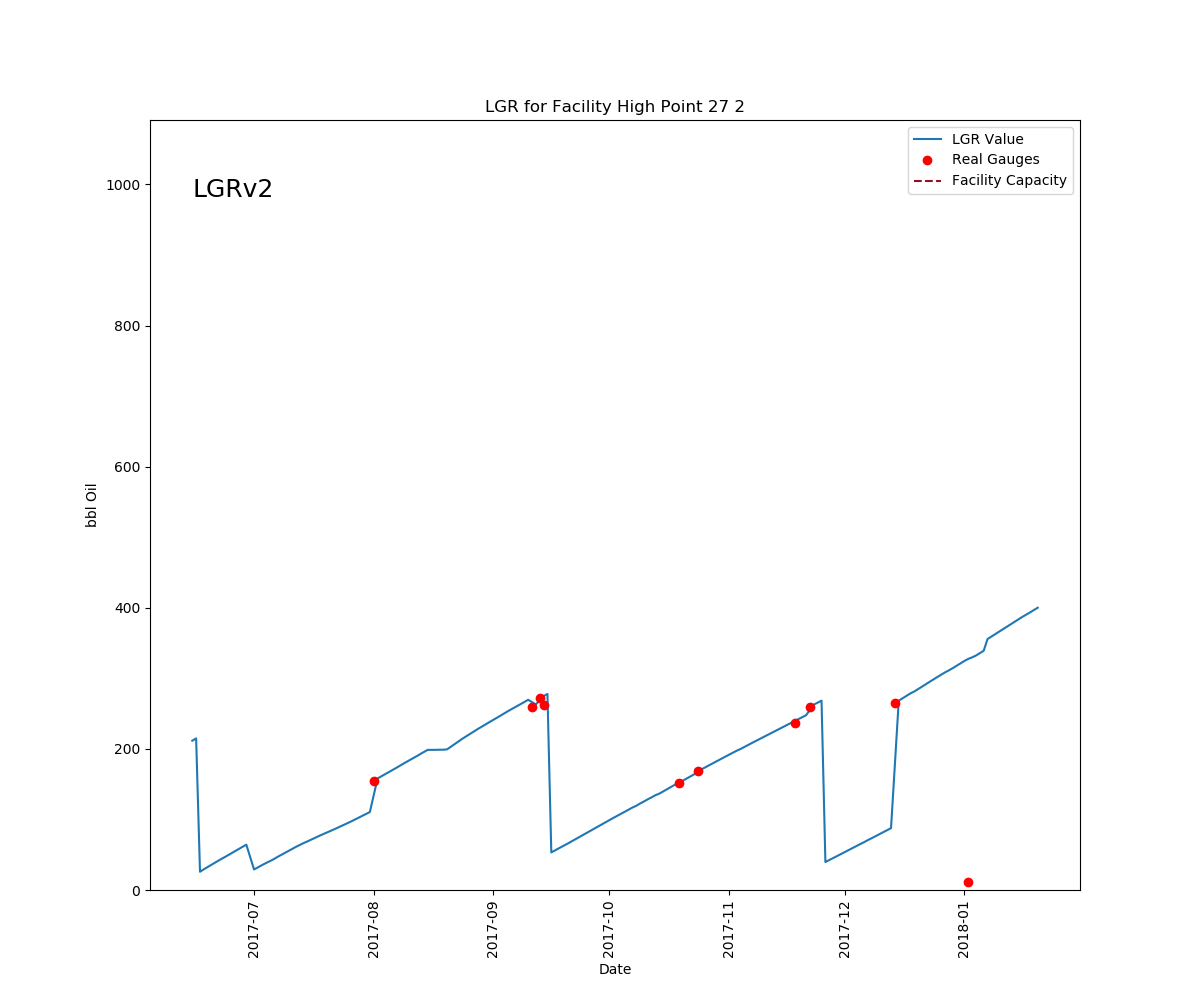 LGR for Facility High Point 27 2
LGRv2
LGR Value
Real Gauges
Facility Capacity
1000
800
600
400
200
0
bbl Oil
2017-07
2017-08
2017-09
2017-10
2017-11
2017-12
2018-01
Date